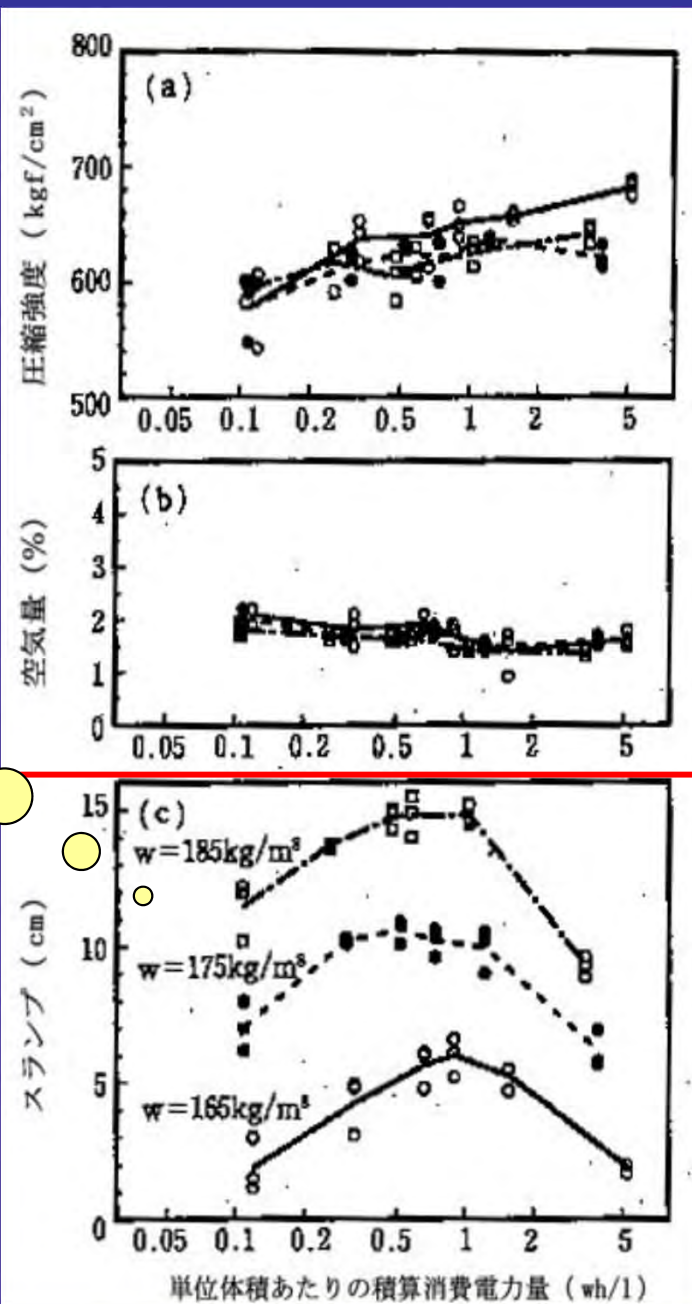 800
700
600
500
(a)
圧縮強度 (kgf/cm²)
0.05 0.1 0.2 0.5 1 2 5
5
4
3
2
1
0
(b)
空気量 (%)
0.05 0.1 0.2 0.5 1 2 5
15
10
5
0
(c)
w=185kg/m³
w=175kg/m³
w=165kg/m³
スランプ (cm)
0.05 0.1 0.2 0.5 1 2 5
単位体積あたりの積算消費電力量 (wh/l)